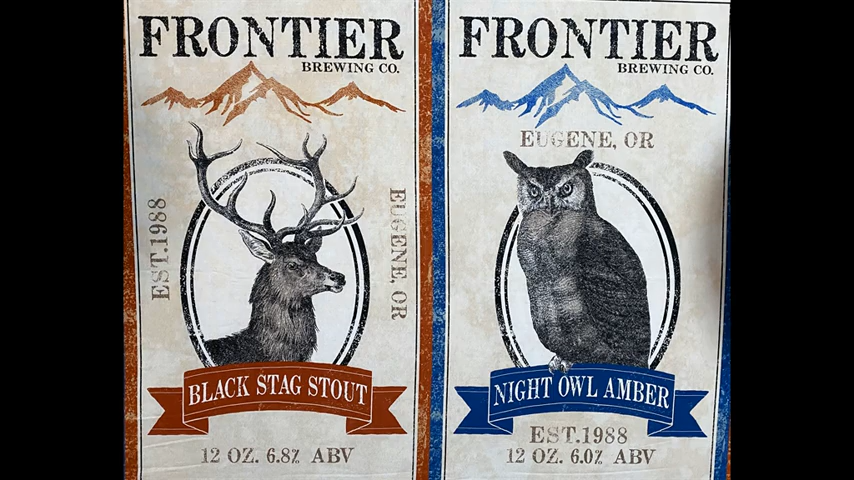 FRONTIER
BREWING CO.
EST.1988
EUGENE, OR
BLACK STAG STOUT
12 OZ. 6.8% ABV
FRONTIER
BREWING CO.
EUGENE, OR
NIGHT OWL AMBER
EST.1988
12 OZ. 6.0% ABV